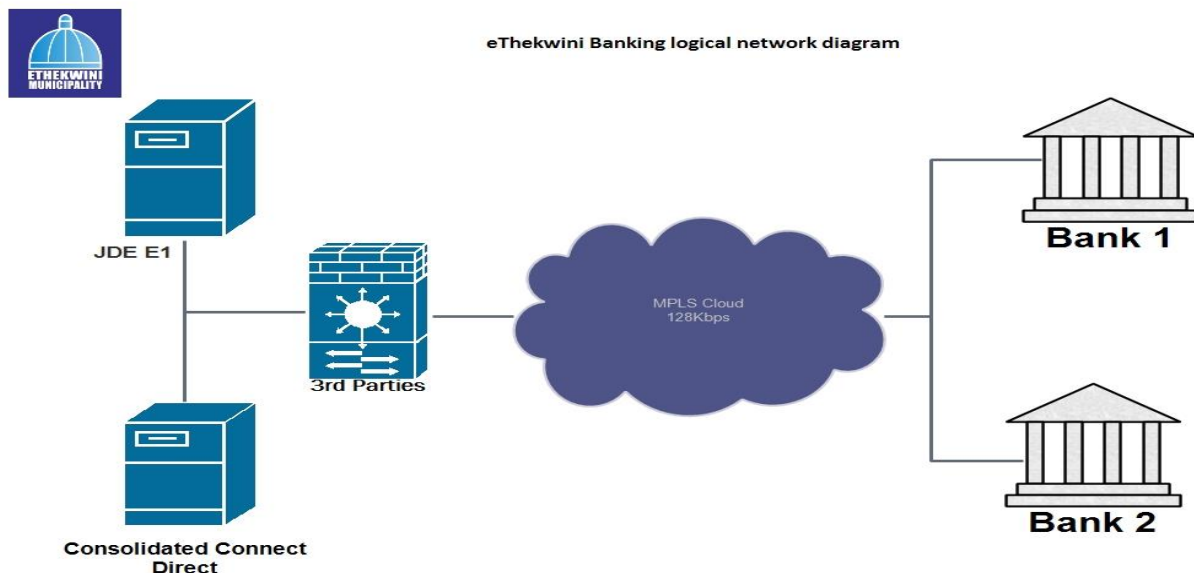 eThekwini Banking logical network diagram
ETHEKWINI
MUNICIPALITY
JDE E1
3rd Parties
MPLS Cloud
128Kbps
Bank 1
Bank 2
Consolidated Connect
Direct